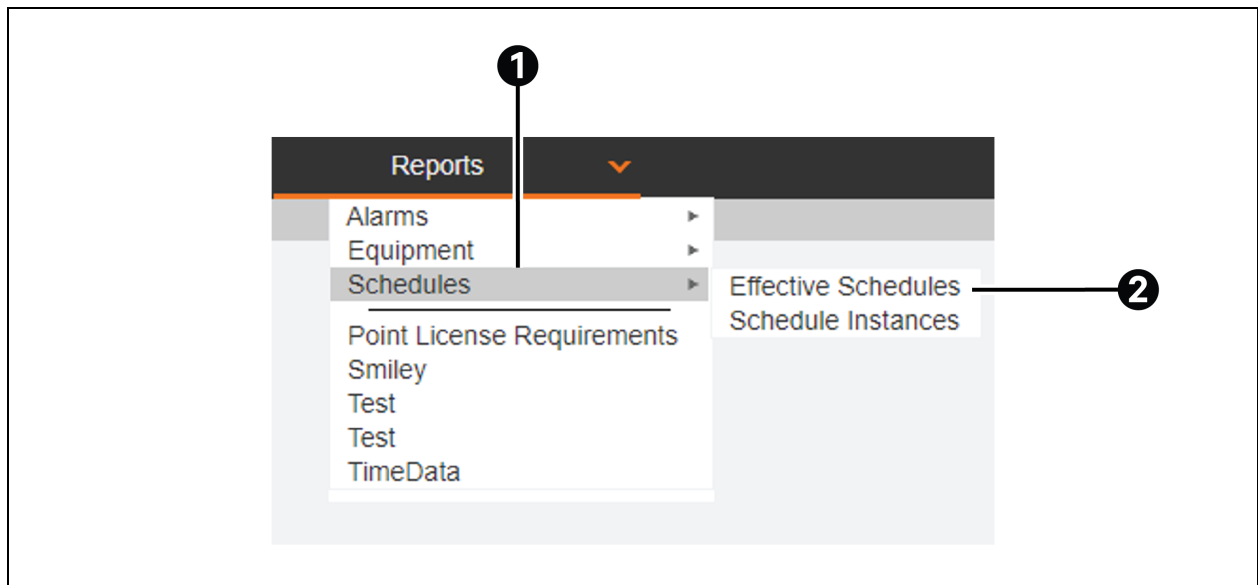 1
Reports
Alarms
Equipment
Schedules
Effective Schedules
2
Schedule Instances
Point License Requirements
Smiley
Test
Test
TimeData